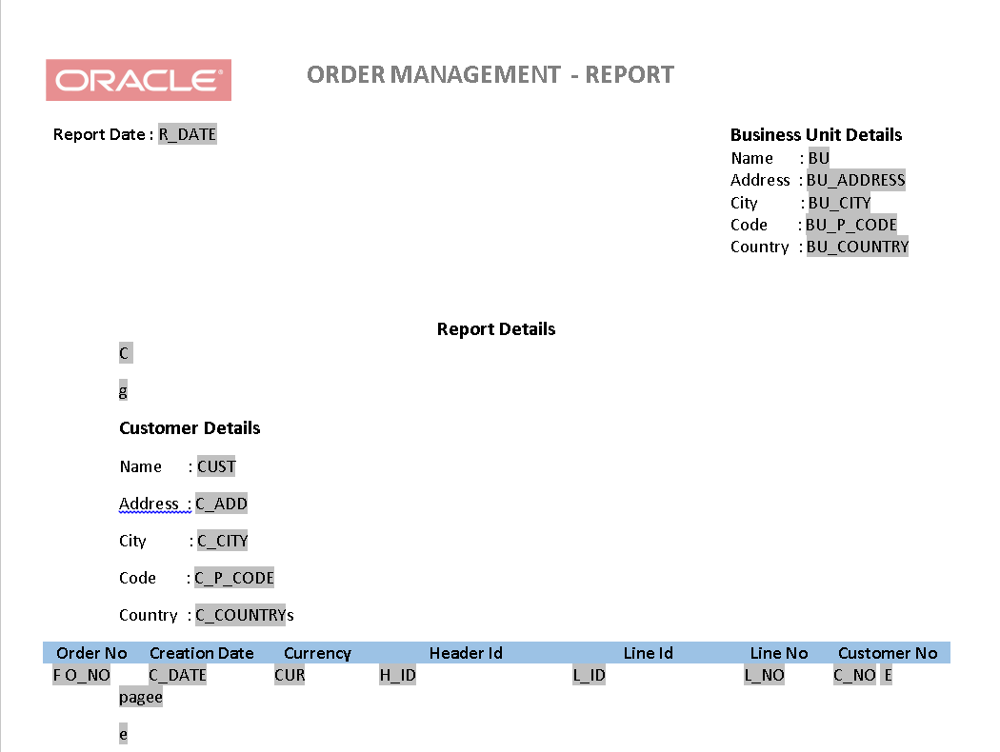 ORACLE®
ORDER MANAGEMENT - REPORT
Report Date : R_DATE
Business Unit Details
Name : BU
Address : BU_ADDRESS
City : BU_CITY
Code : BU_P_CODE
Country : BU_COUNTRY
Report Details
C
g
Customer Details
Name : CUST
Address : C_ADD
City : C_CITY
Code : C_P_CODE
Country : C_COUNTRYs
Order No Creation Date Currency Header Id Line Id Line No Customer No
F O_NO C_DATE CUR H_ID L_ID L_NO C_NO E
pagee
e